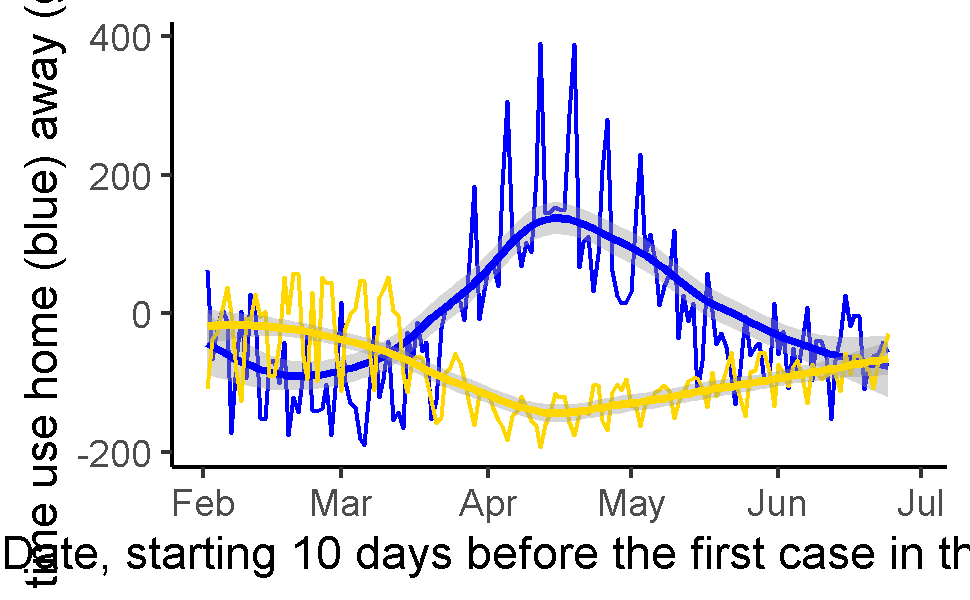 time use home (blue) away (
400
200
0
-200
Feb Mar Apr May Jun Jul
Date, starting 10 days before the first case in th